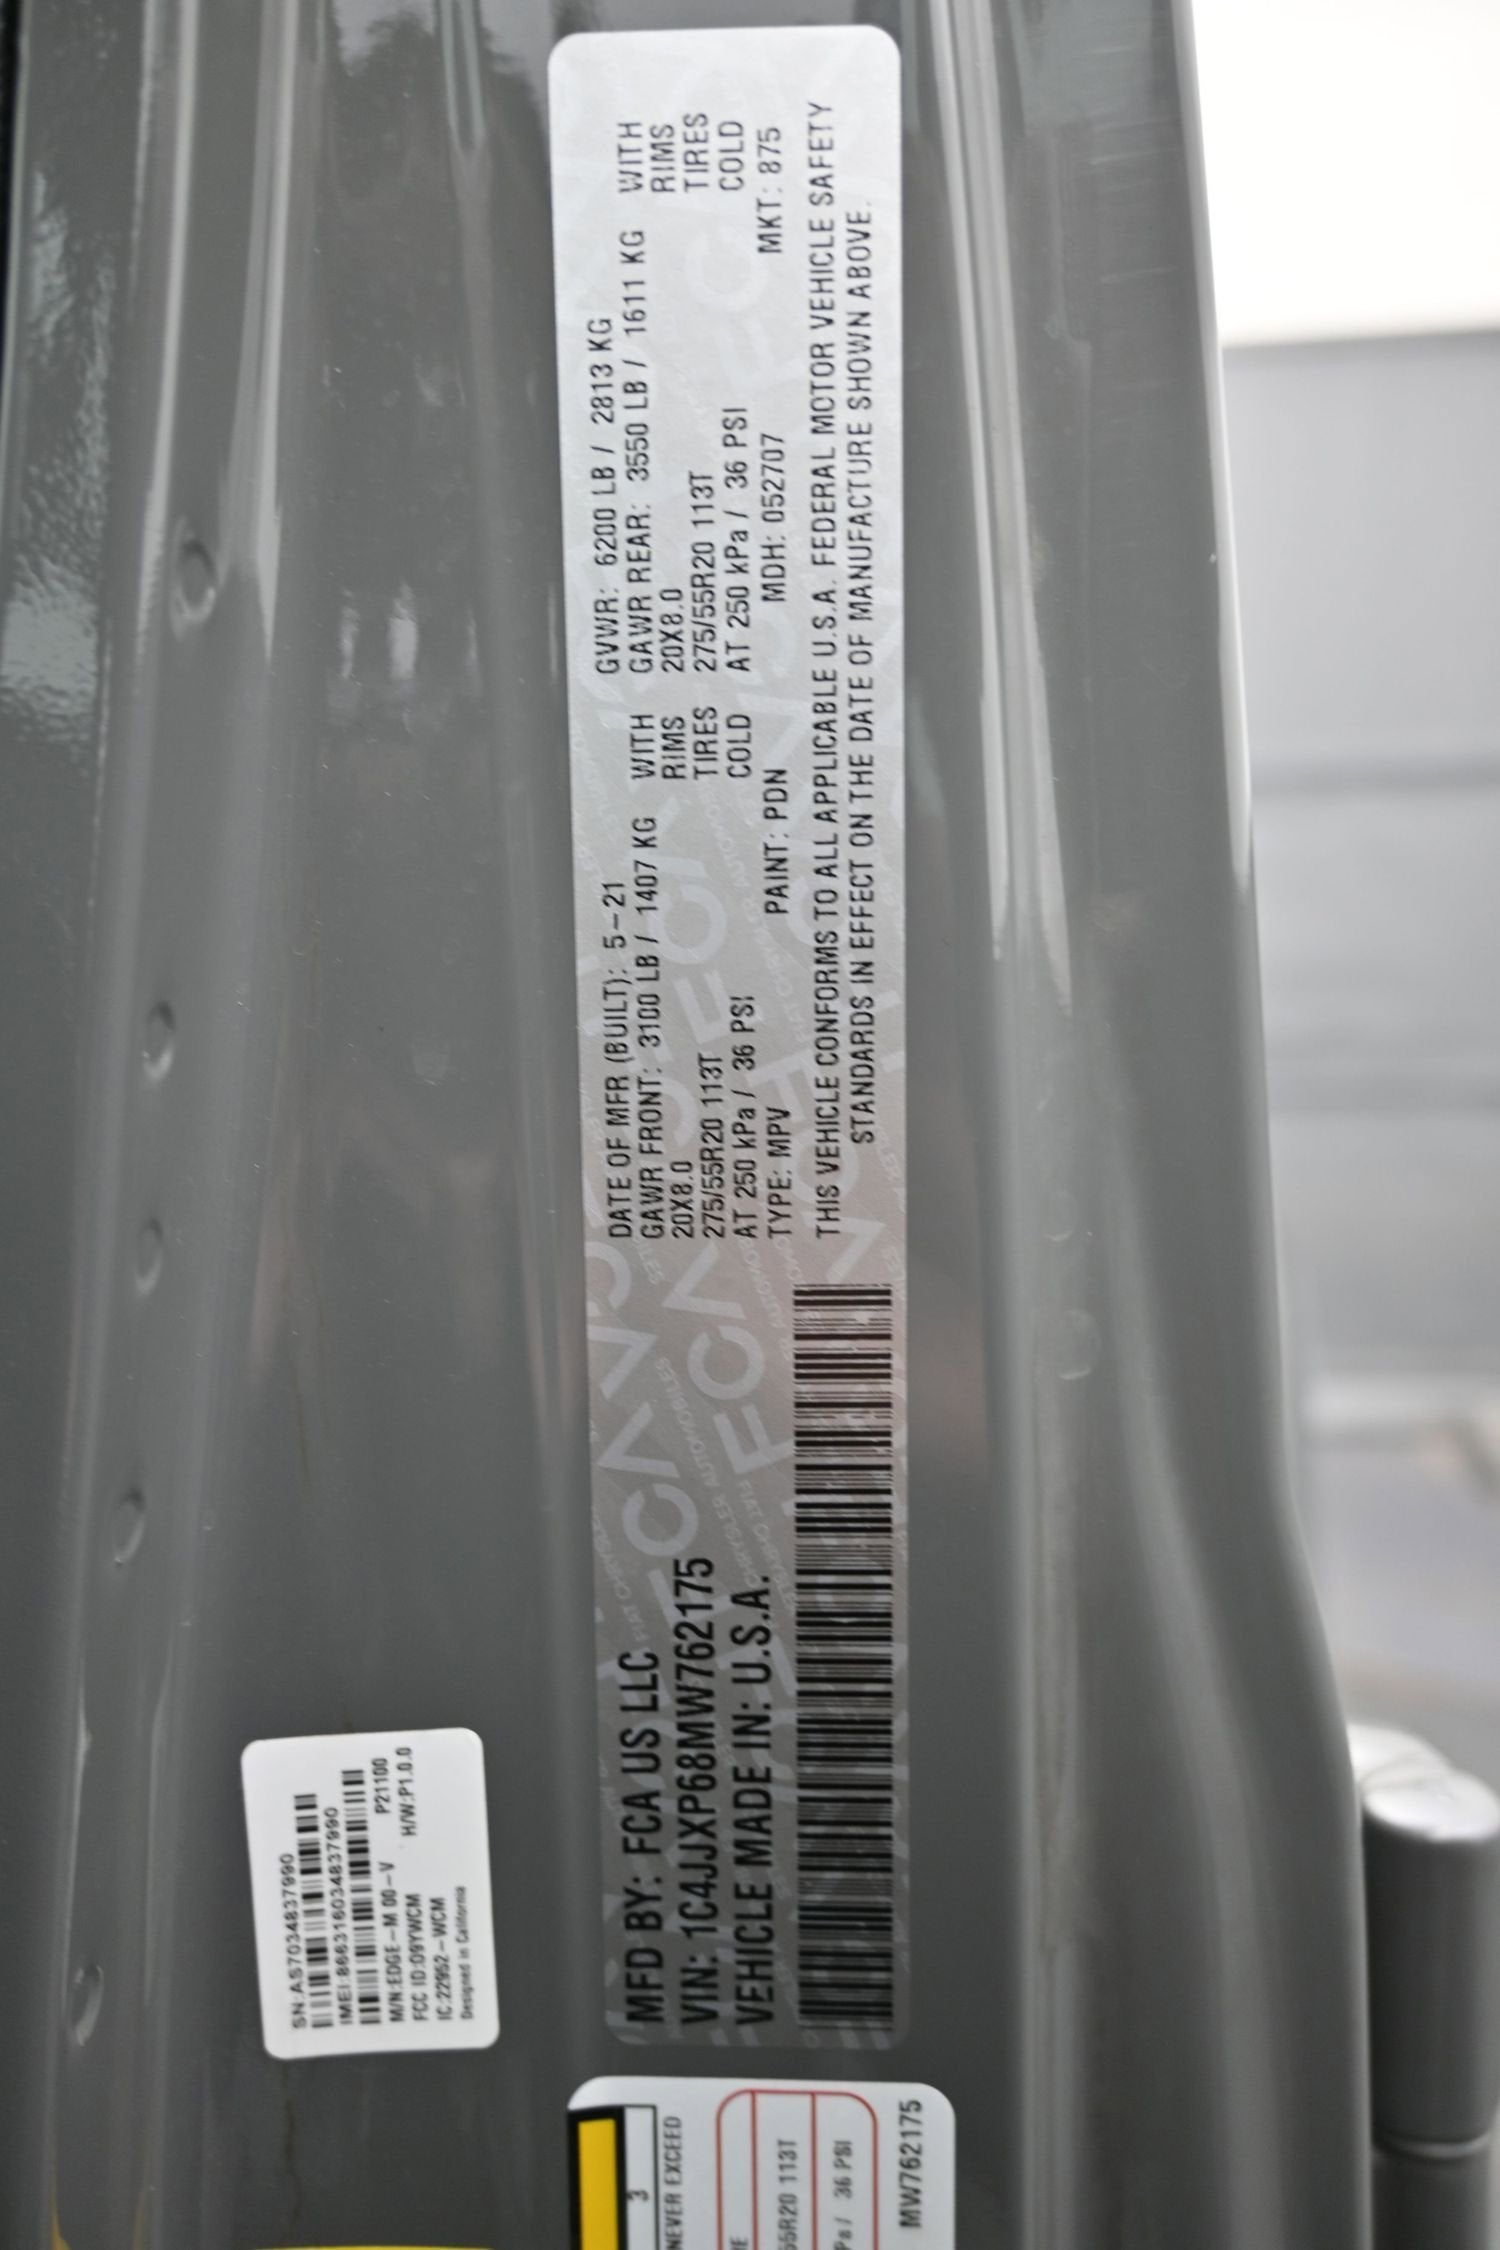 MFD BY: FCA US LLC
VIN: 1C4JJXP68MW762175
VEHICLE MADE IN: U.S.A.
DATE OF MFR (BUILT): 5-21 GVWR: 6200 LB / 2813 KG
GAWR FRONT: 3100 LB / 1407 KG WITH GAWR REAR: 3550 LB / 1611 KG WITH
20X8.0 RIMS 20X8.0 RIMS
275/55R20 113T TIRES 275/55R20 113T TIRES
AT 250 kPa / 36 PSI COLD AT 250 kPa / 36 PSI COLD
TYPE: MPV PAINT: PDN MDH: 052707 MKT: 875
THIS VEHICLE CONFORMS TO ALL APPLICABLE U.S.A. FEDERAL MOTOR VEHICLE SAFETY
STANDARDS IN EFFECT ON THE DATE OF MANUFACTURE SHOWN ABOVE.
SN:AS7034837990
IMEI:866316034837990
M/N:EDGE-M 00-V P21100
FCC ID:O9YWCM H/W:P1.0.0
IC:22952-WCM
Designed in California
3
NEVER EXCEED
55R20 113T
Pa / 36 PSI
MW762175